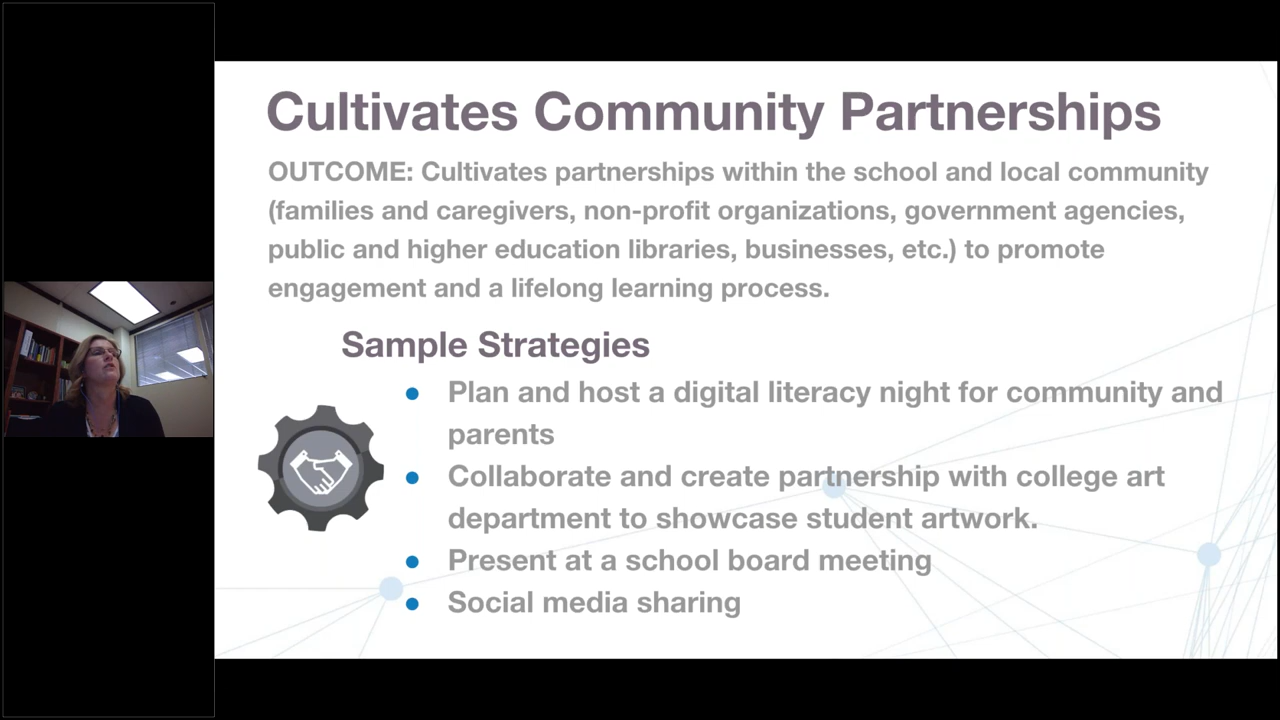 Cultivates Community Partnerships
OUTCOME: Cultivates partnerships within the school and local community
(families and caregivers, non-profit organizations, government agencies,
public and higher education libraries, businesses, etc.) to promote
engagement and a lifelong learning process.
Sample Strategies
● Plan and host a digital literacy night for community and
parents
● Collaborate and create partnership with college art
department to showcase student artwork.
● Present at a school board meeting
● Social media sharing